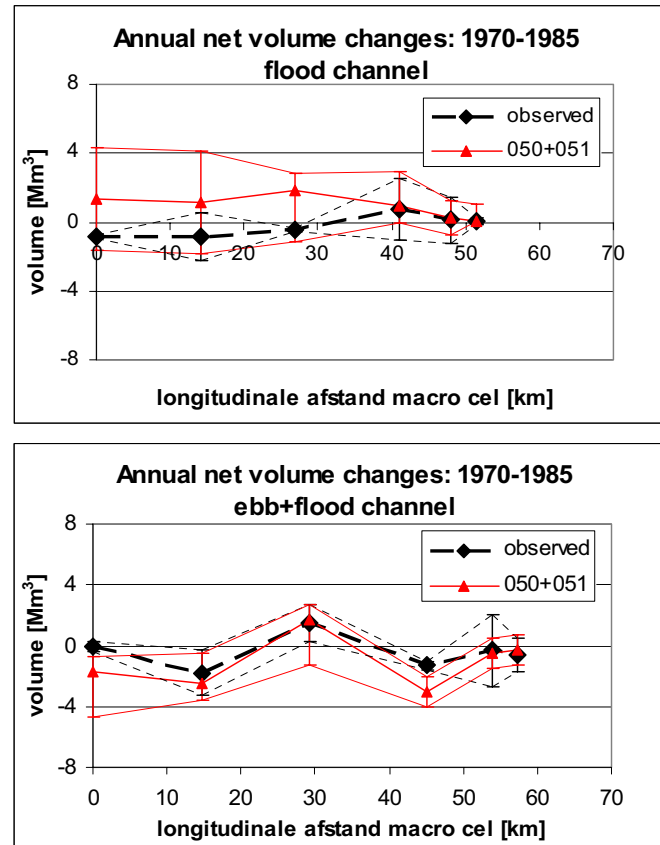 Annual net volume changes: 1970-1985
flood channel
8
4
0
-4
-8
volume [Mm³]
observed
050+051
0 10 20 30 40 50 60 70
longitudinale afstand macro cel [km]
Annual net volume changes: 1970-1985
ebb+flood channel
8
4
0
-4
-8
volume [Mm³]
observed
050+051
0 10 20 30 40 50 60 70
longitudinale afstand macro cel [km]